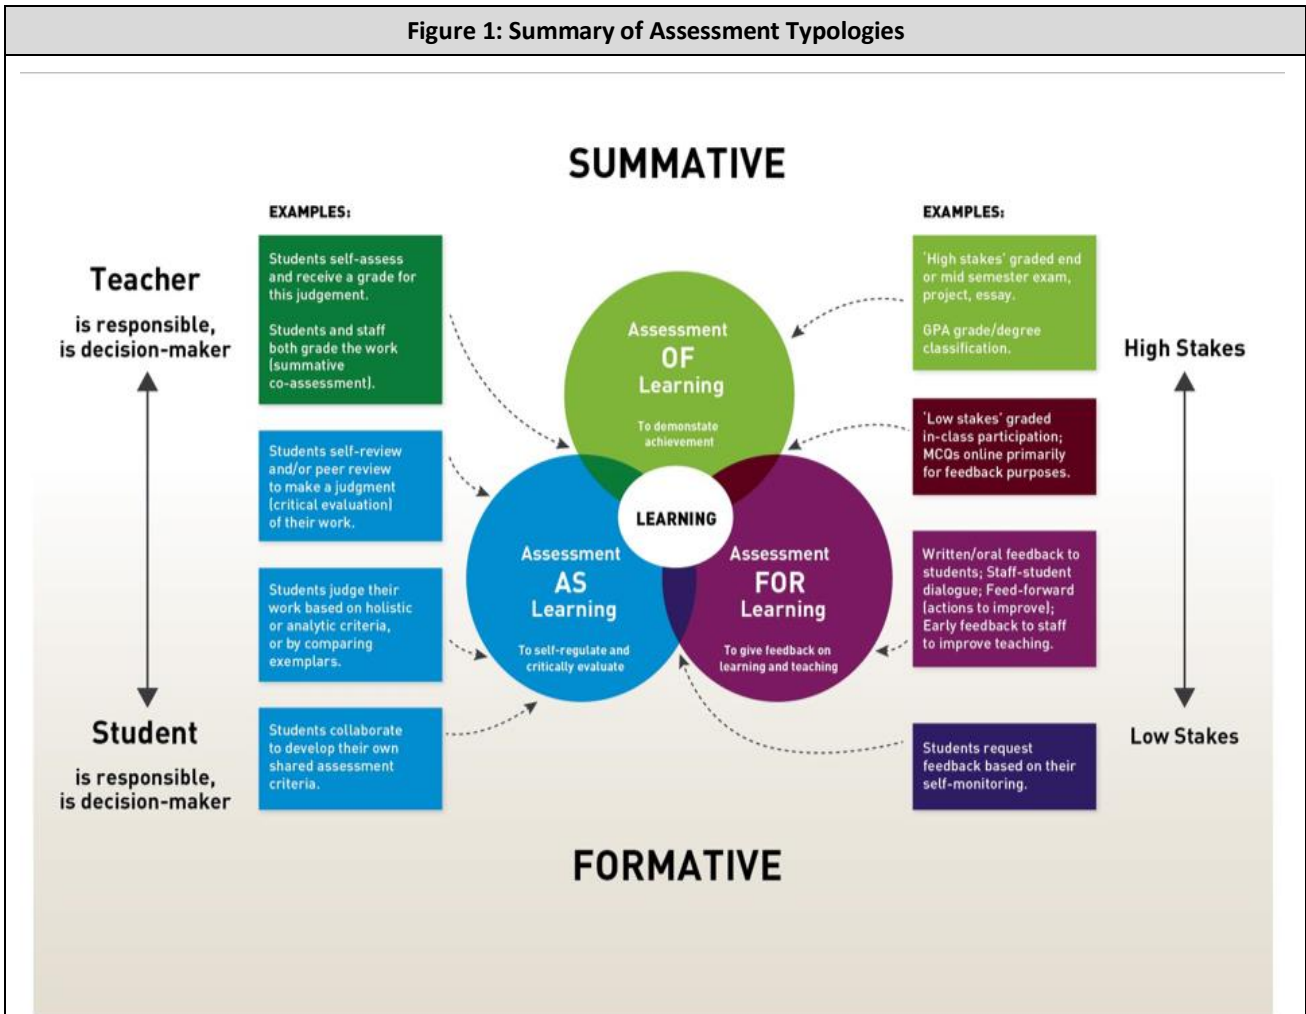 Figure 1: Summary of Assessment Typologies
SUMMATIVE
Teacher
is responsible,
is decision-maker
Student
is responsible,
is decision-maker
EXAMPLES:
Students self-assess
and receive a grade for
this judgement.
Students and staff
both grade the work
(summative
co-assessment).
Students self-review
and/or peer review
to make a judgment
(critical evaluation)
of their work.
Students judge their
work based on holistic
or analytic criteria,
or by comparing
exemplars.
Students collaborate
to develop their own
shared assessment
criteria.
Assessment
OF
Learning
To demonstate
achievement
LEARNING
Assessment
AS
Learning
To self-regulate and
critically evaluate
Assessment
FOR
Learning
To give feedback on
learning and teaching
EXAMPLES:
'High stakes' graded end
or mid semester exam,
project, essay.
GPA grade/degree
classification.
'Low stakes' graded
in-class participation;
MCQs online primarily
for feedback purposes.
Written/oral feedback to
students; Staff-student
dialogue; Feed-forward
(actions to improve);
Early feedback to staff
to improve teaching.
Students request
feedback based on their
self-monitoring.
High Stakes
Low Stakes
FORMATIVE